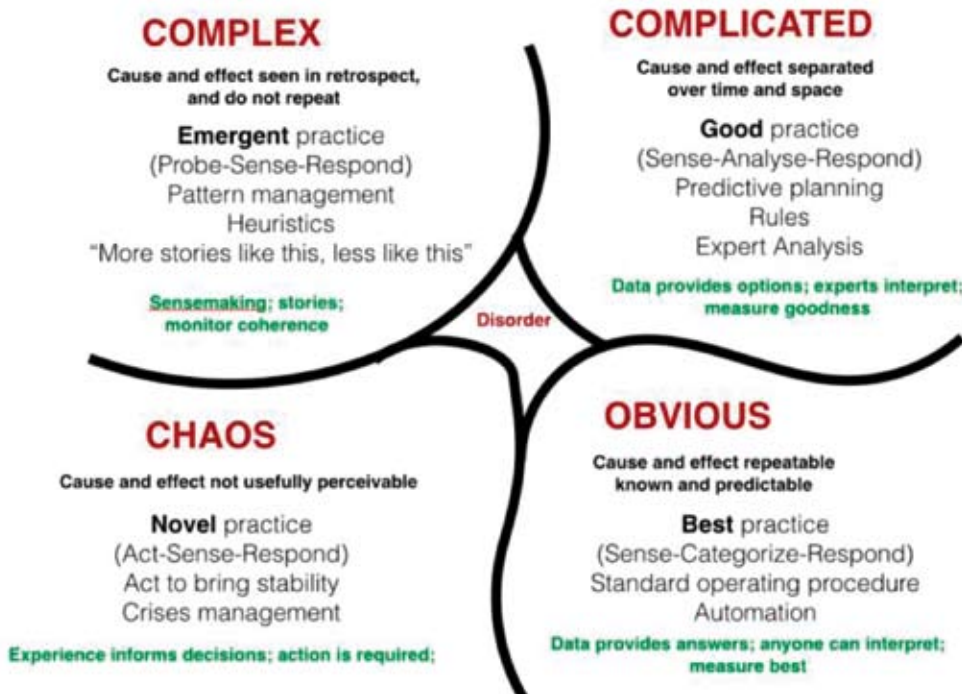 COMPLEX
Cause and effect seen in retrospect,
and do not repeat
Emergent practice
(Probe-Sense-Respond)
Pattern management
Heuristics
“More stories like this, less like this”
Sensemaking; stories;
monitor coherence
COMPLICATED
Cause and effect separated
over time and space
Good practice
(Sense-Analyse-Respond)
Predictive planning
Rules
Expert Analysis
Data provides options; experts interpret;
measure goodness
Disorder
CHAOS
Cause and effect not usefully perceivable
Novel practice
(Act-Sense-Respond)
Act to bring stability
Crises management
Experience informs decisions; action is required;
OBVIOUS
Cause and effect repeatable
known and predictable
Best practice
(Sense-Categorize-Respond)
Standard operating procedure
Automation
Data provides answers; anyone can interpret;
measure best